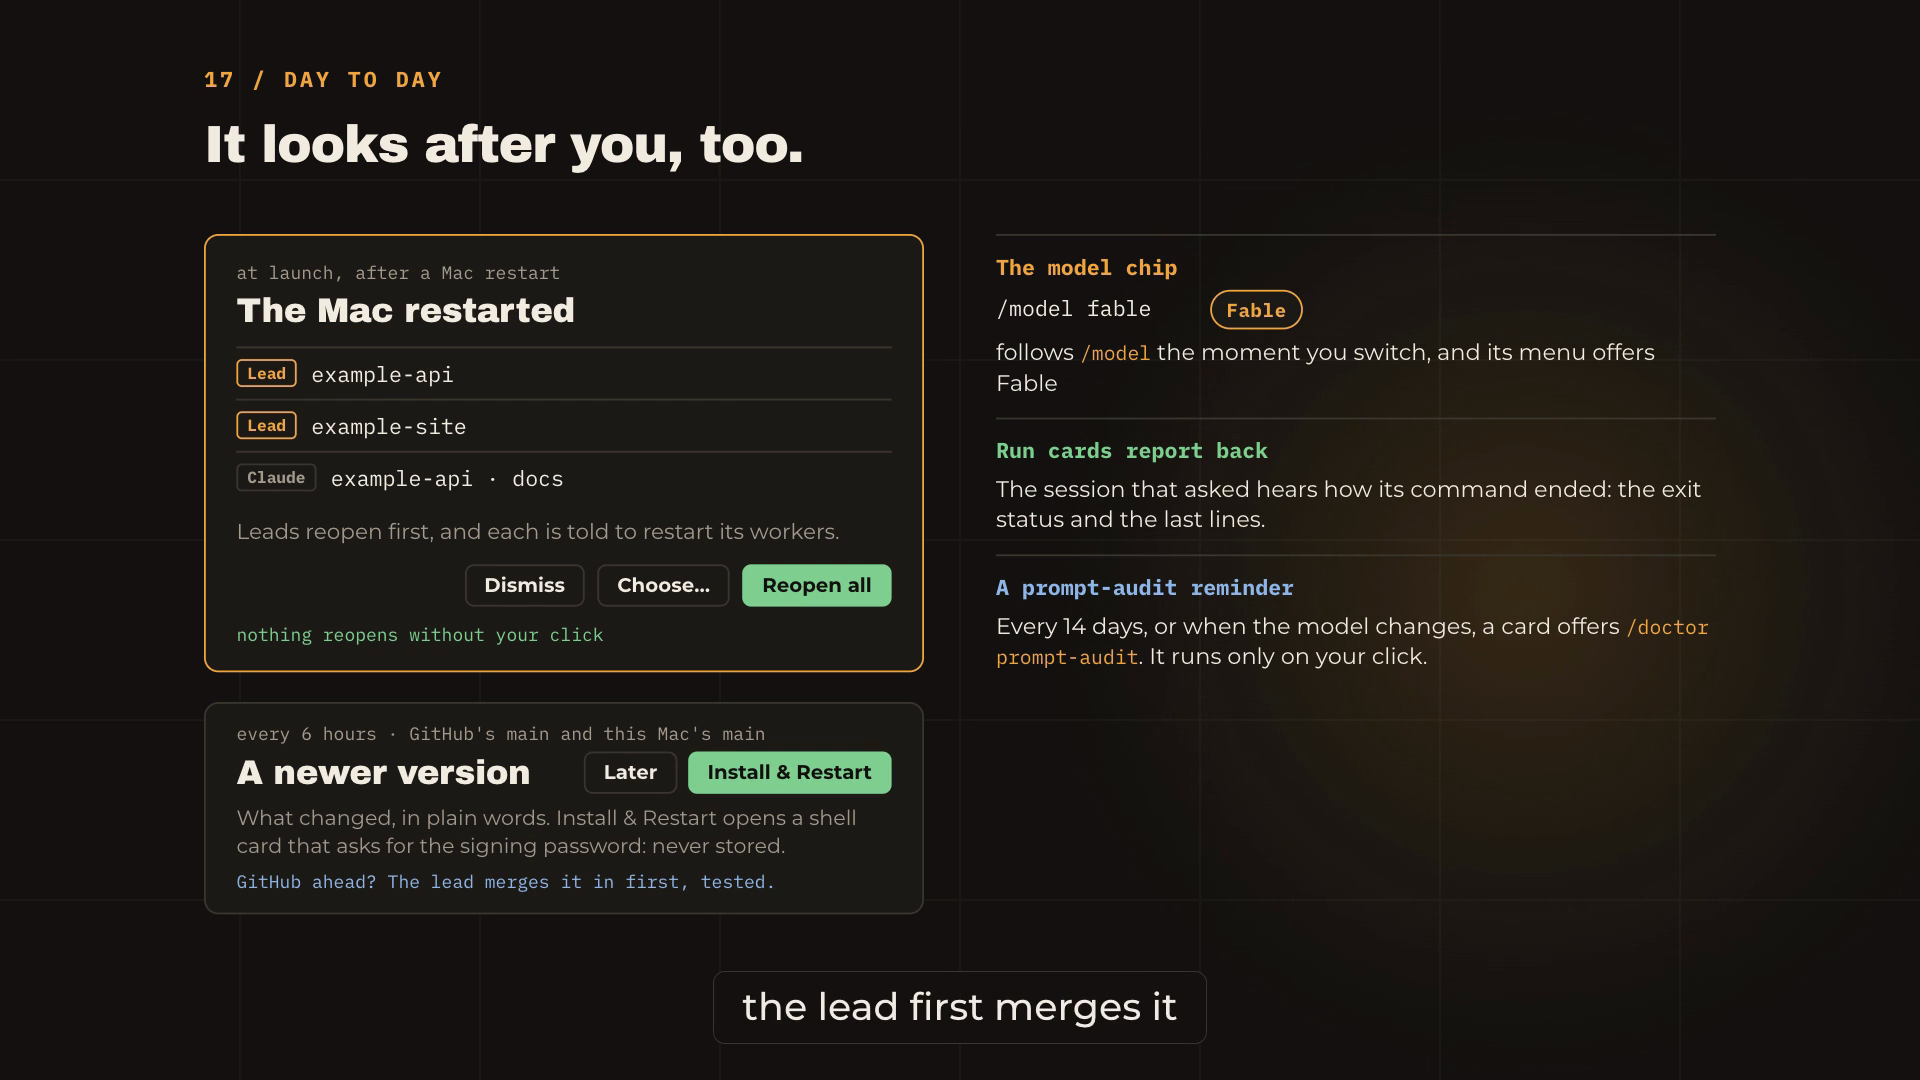 17 / DAY TO DAY
It looks after you, too.
at launch, after a Mac restart
The Mac restarted
Lead example-api
Lead example-site
Claude example-api · docs
Leads reopen first, and each is told to restart its workers.
Dismiss Choose... Reopen all
nothing reopens without your click
every 6 hours · GitHub's main and this Mac's main
A newer version Later Install & Restart
What changed, in plain words. Install & Restart opens a shell
card that asks for the signing password: never stored.
GitHub ahead? The lead merges it in first, tested.
The model chip
/model fable Fable
follows /model the moment you switch, and its menu offers
Fable
Run cards report back
The session that asked hears how its command ended: the exit
status and the last lines.
A prompt-audit reminder
Every 14 days, or when the model changes, a card offers /doctor
prompt-audit. It runs only on your click.
the lead first merges it